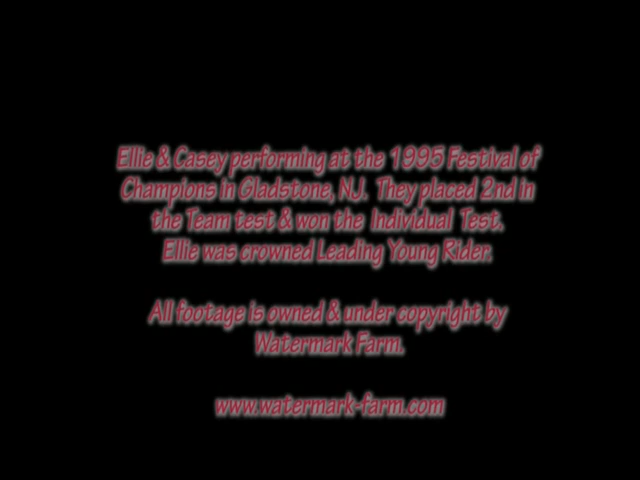 Ellie & Casey performing at the 1995 Festival of
Champions in Gladstone, NJ. They placed 2nd in
the Team test & won the Individual Test.
Ellie was crowned Leading Young Rider.
All footage is owned & under copyright by
Watermark Farm.
www.watermark-farm.com